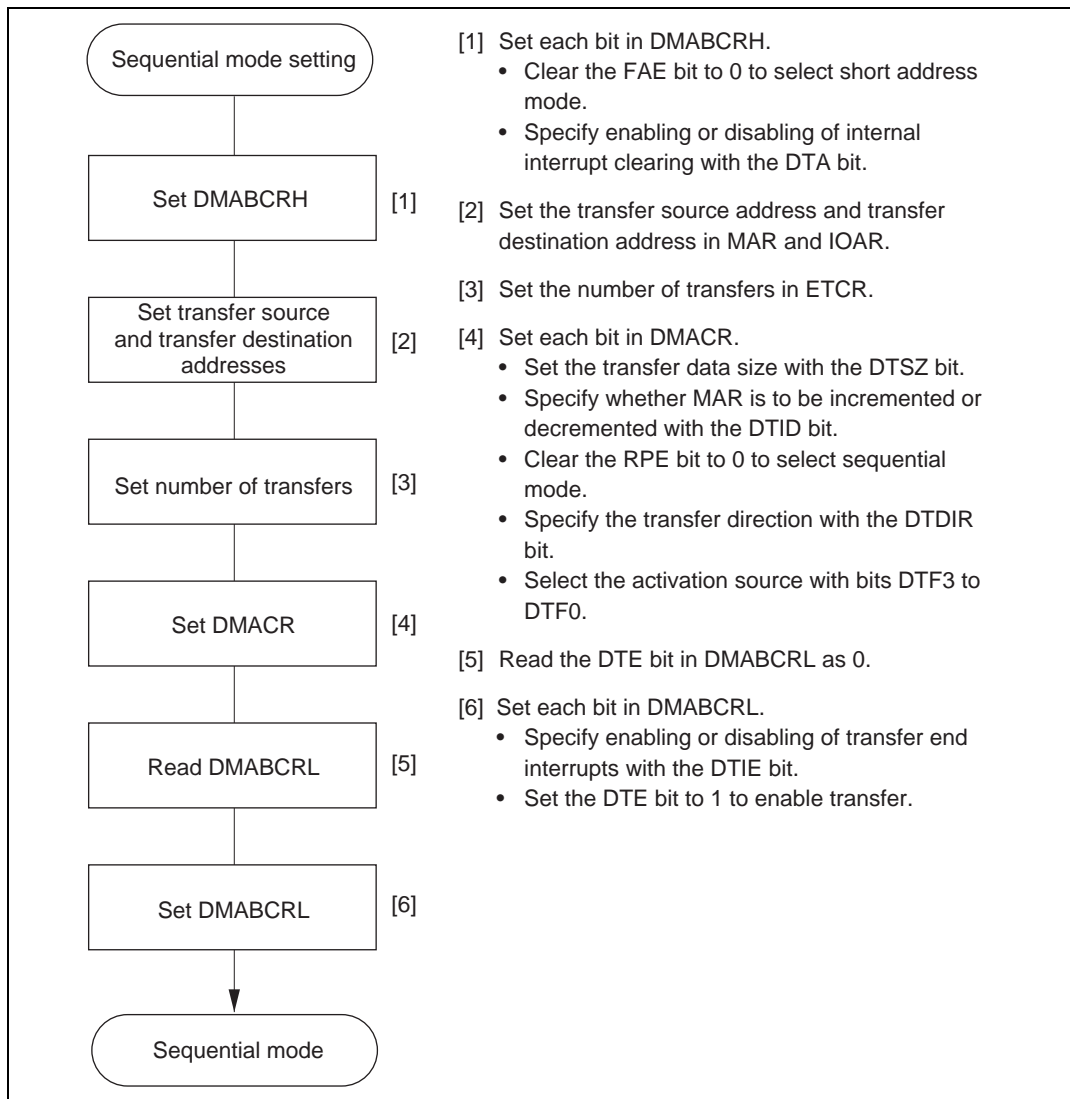 Sequential mode setting
Set DMABCRH
[1]
Set transfer source
and transfer destination
addresses
[2]
Set number of transfers
[3]
Set DMACR
[4]
Read DMABCRL
[5]
Set DMABCRL
[6]
Sequential mode
[1] Set each bit in DMABCRH.
• Clear the FAE bit to 0 to select short address
mode.
• Specify enabling or disabling of internal
interrupt clearing with the DTA bit.
[2] Set the transfer source address and transfer
destination address in MAR and IOAR.
[3] Set the number of transfers in ETCR.
[4] Set each bit in DMACR.
• Set the transfer data size with the DTSZ bit.
• Specify whether MAR is to be incremented or
decremented with the DTID bit.
• Clear the RPE bit to 0 to select sequential
mode.
• Specify the transfer direction with the DTDIR
bit.
• Select the activation source with bits DTF3 to
DTF0.
[5] Read the DTE bit in DMABCRL as 0.
[6] Set each bit in DMABCRL.
• Specify enabling or disabling of transfer end
interrupts with the DTIE bit.
• Set the DTE bit to 1 to enable transfer.